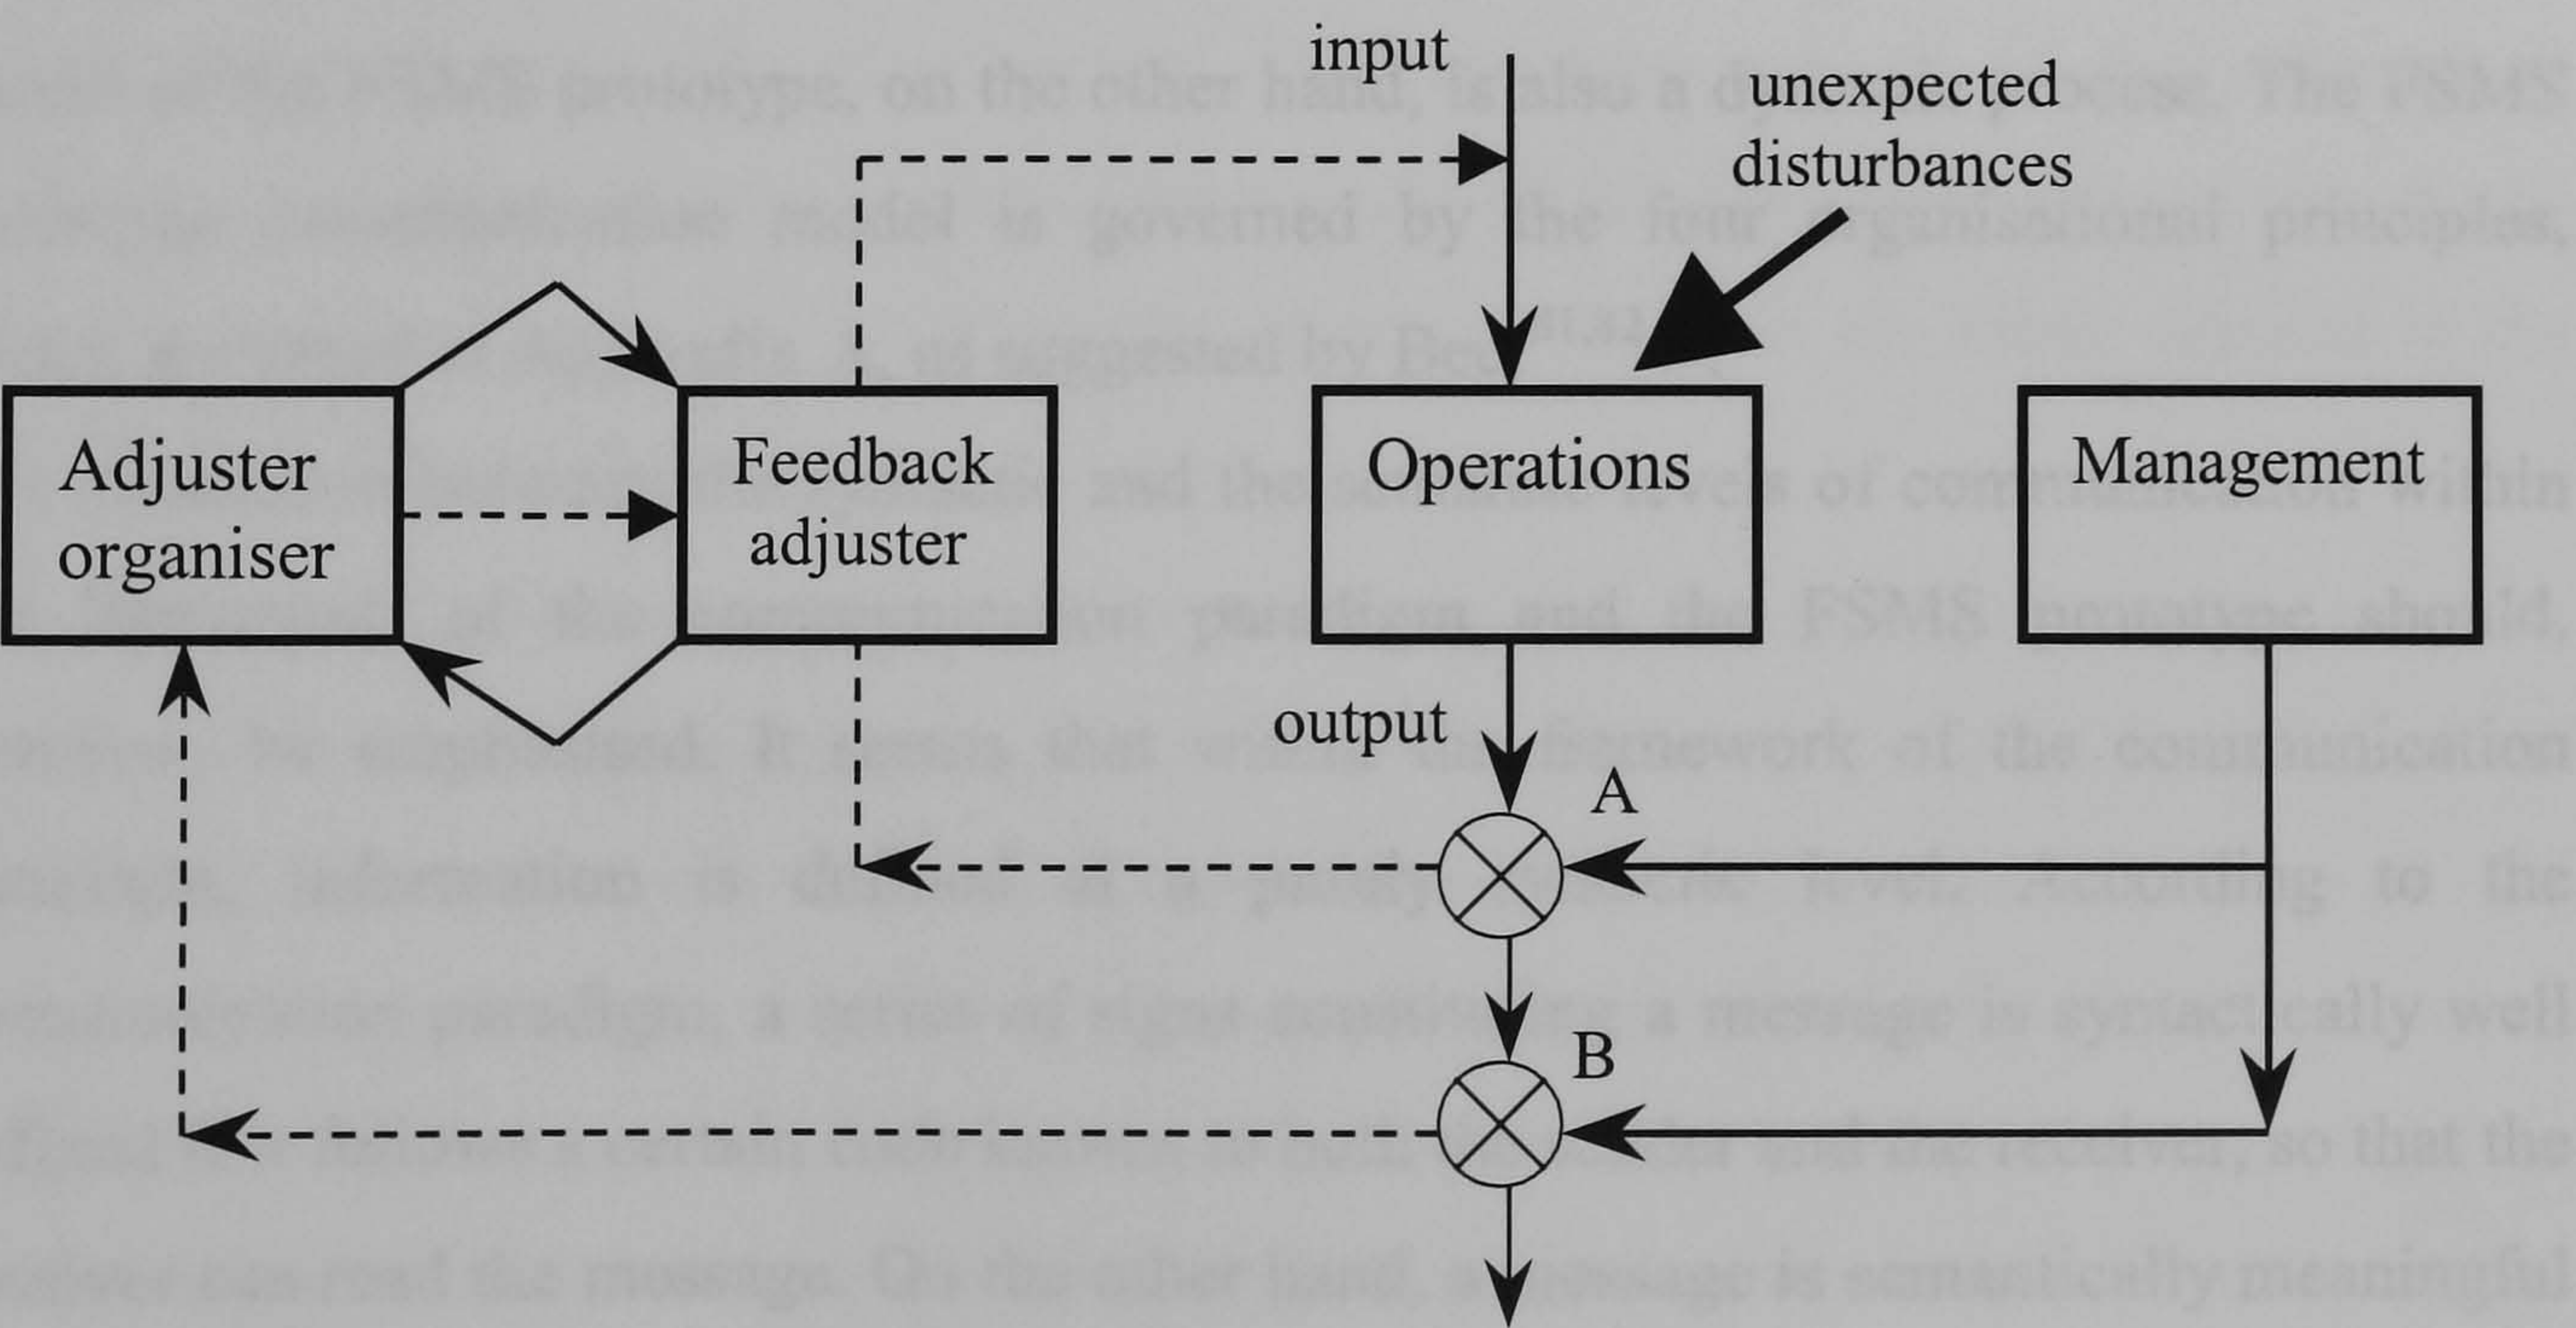 input
unexpected
disturbances
Adjuster
organiser
Feedback
adjuster
Operations
Management
output
A
B